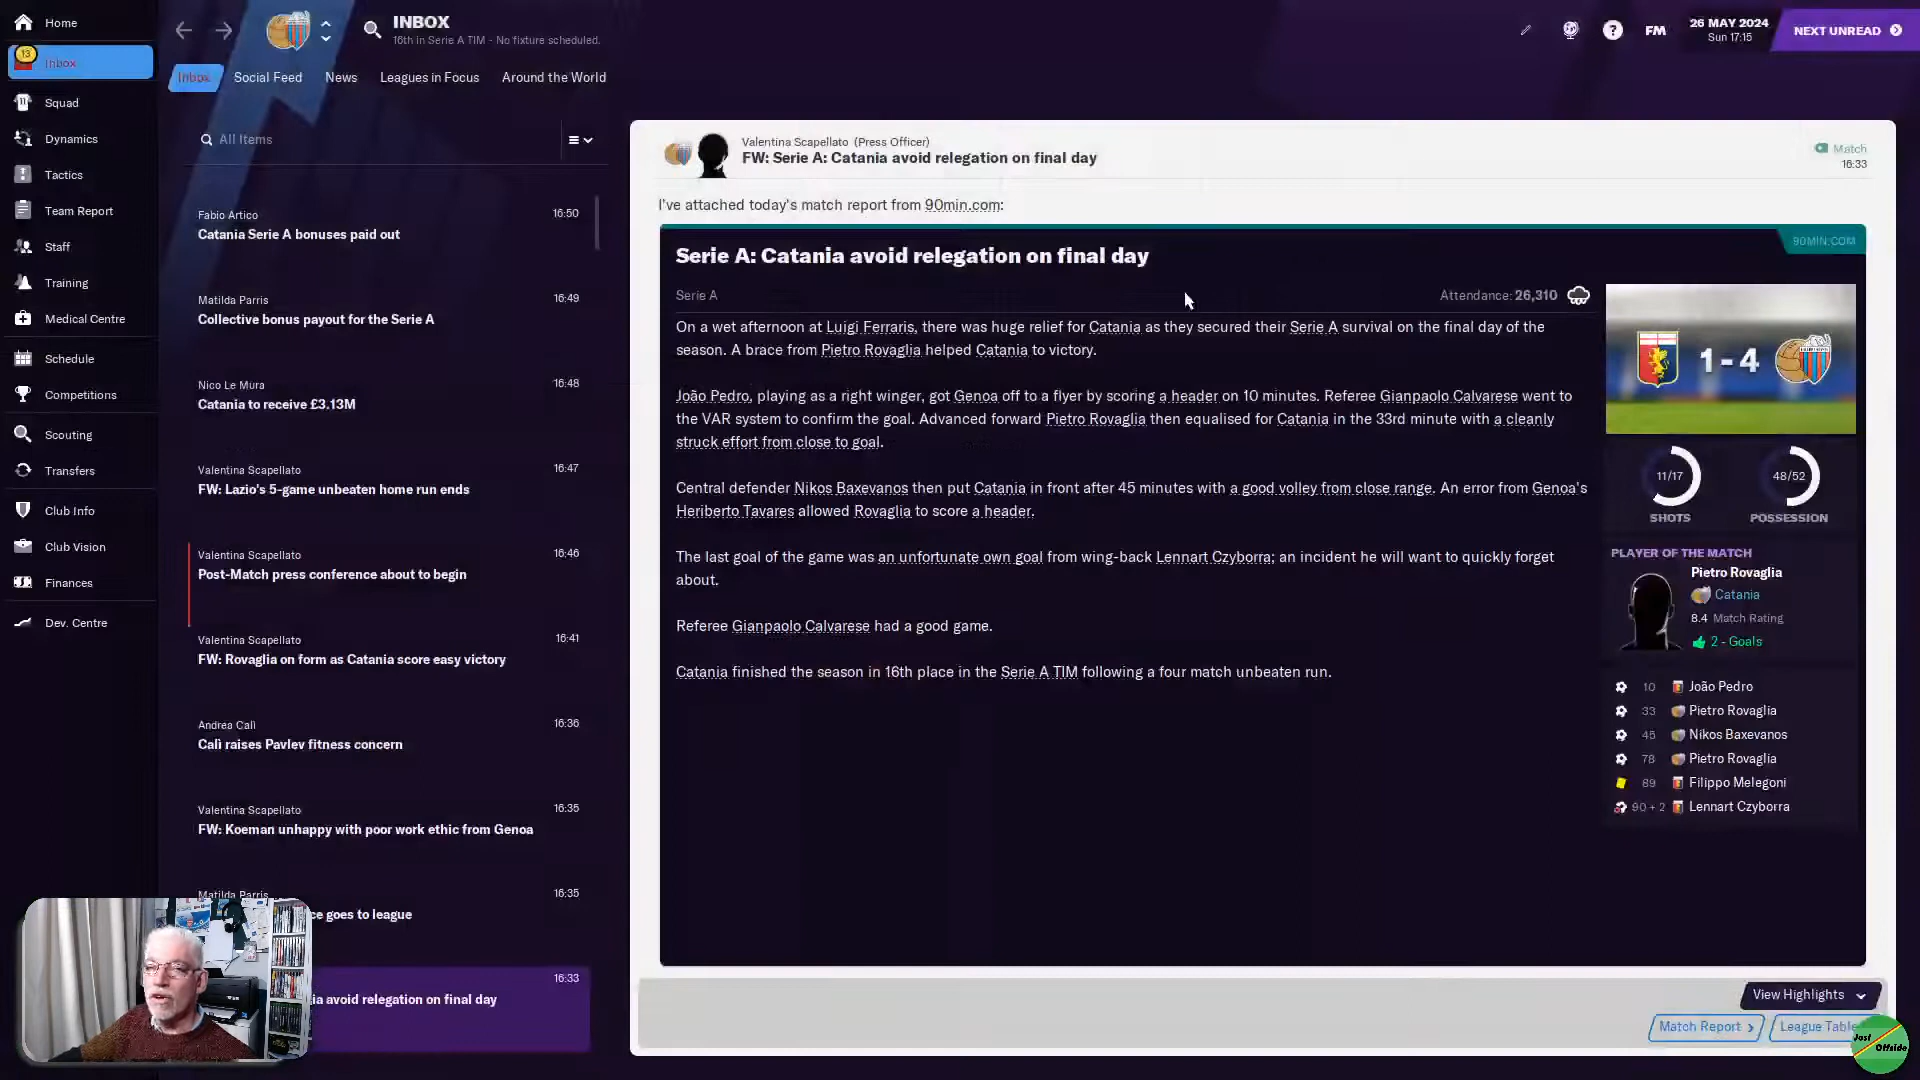 Home
INBOX
16th in Serie A TIM - No fixture scheduled.
FM
26 MAY 2024
Sun 17:15
NEXT UNREAD
13
Inbox
Squad
Dynamics
Tactics
Team Report
Staff
Training
Medical Centre
Schedule
Competitions
Scouting
Transfers
Club Info
Club Vision
Finances
Dev. Centre
Inbox
Social Feed
News
Leagues in Focus
Around the World
All Items
Fabio Artico
16:50
Catania Serie A bonuses paid out
Matilda Parris
16:49
Collective bonus payout for the Serie A
Nico Le Mura
16:48
Catania to receive £3.13M
Valentina Scapellato
16:47
FW: Lazio's 5-game unbeaten home run ends
Valentina Scapellato
16:46
Post-Match press conference about to begin
Valentina Scapellato
16:41
FW: Rovaglia on form as Catania score easy victory
Andrea Calì
16:36
Calì raises Pavlev fitness concern
Valentina Scapellato
16:35
FW: Koeman unhappy with poor work ethic from Genoa
Matilda Parris
16:35
ce goes to league
16:33
ia avoid relegation on final day
Valentina Scapellato (Press Officer)
FW: Serie A: Catania avoid relegation on final day
Match
16:33
I've attached today's match report from 90min.com:
90MIN.COM
Serie A: Catania avoid relegation on final day
Serie A
Attendance: 26,310
On a wet afternoon at Luigi Ferraris, there was huge relief for Catania as they secured their Serie A survival on the final day of the
season. A brace from Pietro Rovaglia helped Catania to victory.
João Pedro, playing as a right winger, got Genoa off to a flyer by scoring a header on 10 minutes. Referee Gianpaolo Calvarese went to
the VAR system to confirm the goal. Advanced forward Pietro Rovaglia then equalised for Catania in the 33rd minute with a cleanly
struck effort from close to goal.
Central defender Nikos Baxevanos then put Catania in front after 45 minutes with a good volley from close range. An error from Genoa's
Heriberto Tavares allowed Rovaglia to score a header.
The last goal of the game was an unfortunate own goal from wing-back Lennart Czyborra; an incident he will want to quickly forget
about.
Referee Gianpaolo Calvarese had a good game.
Catania finished the season in 16th place in the Serie A TIM following a four match unbeaten run.
1 - 4
11/17
SHOTS
48/52
POSSESSION
PLAYER OF THE MATCH
Pietro Rovaglia
Catania
8.4 Match Rating
2 - Goals
10 João Pedro
33 Pietro Rovaglia
45 Nikos Baxevanos
78 Pietro Rovaglia
89 Filippo Melegoni
90 + 2 Lennart Czyborra
View Highlights
Match Report
League Table
Just
Offside